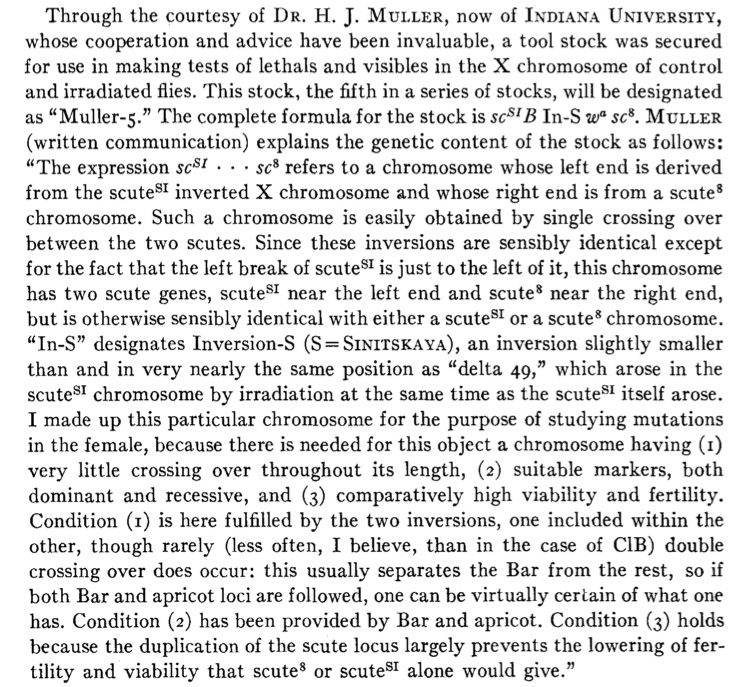 Through the courtesy of DR. H. J. MULLER, now of INDIANA UNIVERSITY,
whose cooperation and advice have been invaluable, a tool stock was secured
for use in making tests of lethals and visibles in the X chromosome of control
and irradiated flies. This stock, the fifth in a series of stocks, will be designated
as “Muller-5.” The complete formula for the stock is sc^SI B In-S w^a sc^8. MULLER
(written communication) explains the genetic content of the stock as follows:
“The expression sc^SI · · · sc^8 refers to a chromosome whose left end is derived
from the scute^SI inverted X chromosome and whose right end is from a scute^8
chromosome. Such a chromosome is easily obtained by single crossing over
between the two scutes. Since these inversions are sensibly identical except
for the fact that the left break of scute^SI is just to the left of it, this chromosome
has two scute genes, scute^SI near the left end and scute^8 near the right end,
but is otherwise sensibly identical with either a scute^SI or a scute^8 chromosome.
“In-S” designates Inversion-S (S=SINITSKAYA), an inversion slightly smaller
than and in very nearly the same position as “delta 49,” which arose in the
scute^SI chromosome by irradiation at the same time as the scute^SI itself arose.
I made up this particular chromosome for the purpose of studying mutations
in the female, because there is needed for this object a chromosome having (1)
very little crossing over throughout its length, (2) suitable markers, both
dominant and recessive, and (3) comparatively high viability and fertility.
Condition (1) is here fulfilled by the two inversions, one included within the
other, though rarely (less often, I believe, than in the case of ClB) double
crossing over does occur: this usually separates the Bar from the rest, so if
both Bar and apricot loci are followed, one can be virtually certain of what one
has. Condition (2) has been provided by Bar and apricot. Condition (3) holds
because the duplication of the scute locus largely prevents the lowering of fer-
tility and viability that scute^8 or scute^SI alone would give.”